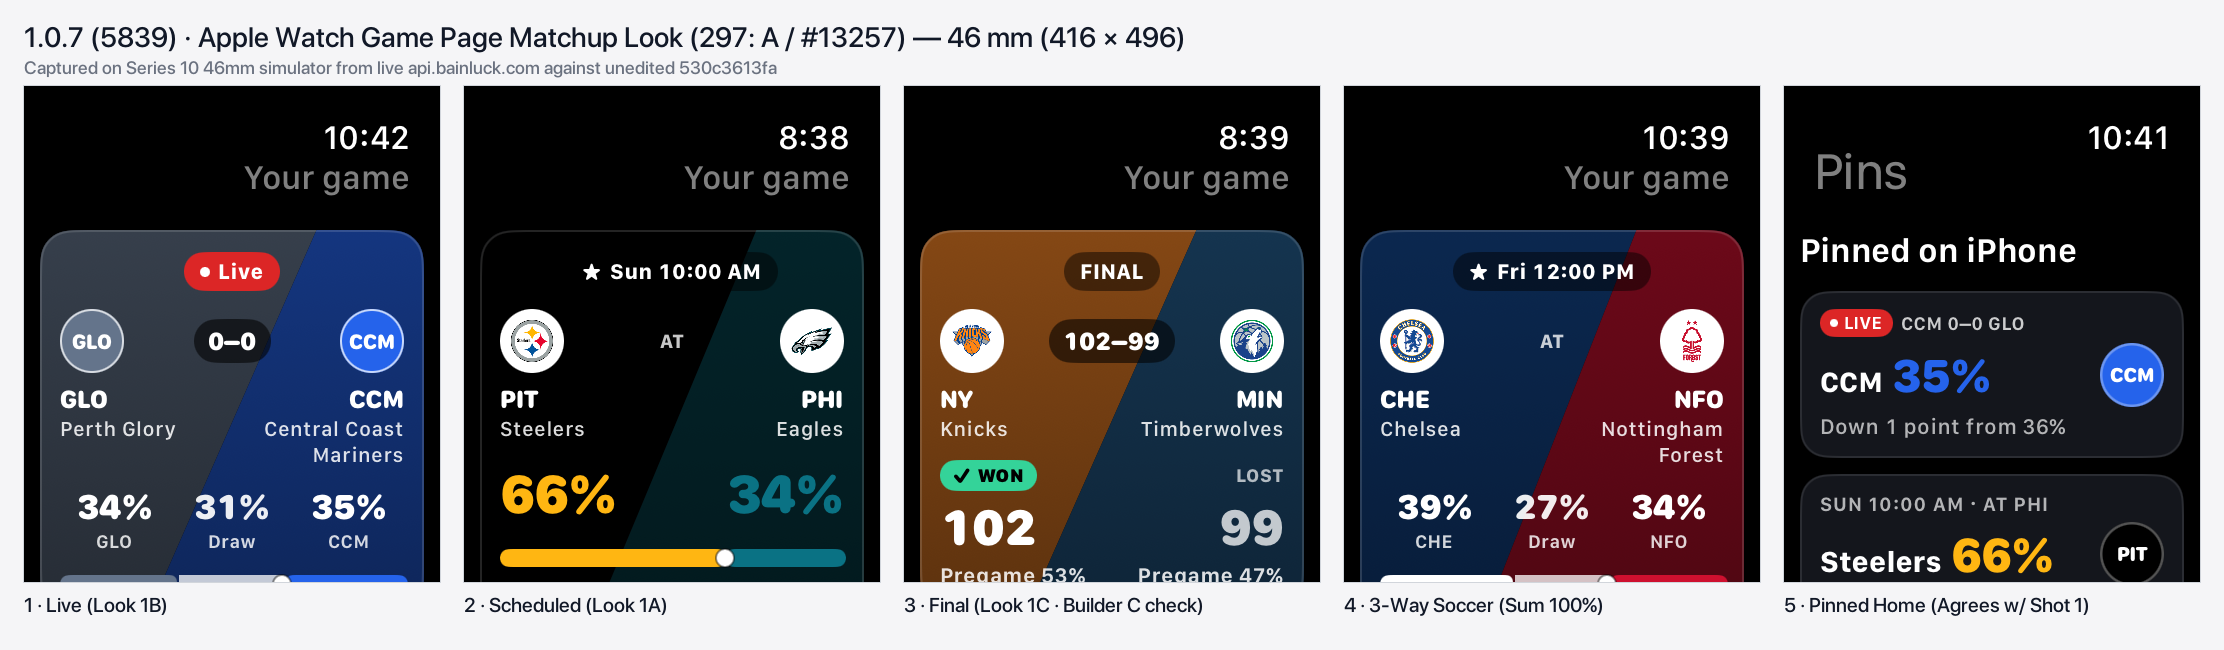 1.0.7 (5839) · Apple Watch Game Page Matchup Look (297: A / #13257) — 46 mm (416 × 496)
Captured on Series 10 46mm simulator from live api.bainluck.com against unedited 530c3613fa
10:42
Your game
Live
GLO
0–0
CCM
GLO
CCM
Perth Glory
Central Coast
Mariners
34%
31%
35%
GLO
Draw
CCM
1 · Live (Look 1B)
8:38
Your game
★ Sun 10:00 AM
Steelers
AT
PIT
PHI
Steelers
Eagles
66%
34%
2 · Scheduled (Look 1A)
8:39
Your game
FINAL
102–99
NY
MIN
Knicks
Timberwolves
✓ WON
LOST
102
99
Pregame 53%
Pregame 47%
3 · Final (Look 1C · Builder C check)
10:39
Your game
★ Fri 12:00 PM
CHELSEA
AT
FOREST
CHE
NFO
Chelsea
Nottingham
Forest
39%
27%
34%
CHE
Draw
NFO
4 · 3-Way Soccer (Sum 100%)
10:41
Pins
Pinned on iPhone
LIVE CCM 0–0 GLO
CCM 35%
CCM
Down 1 point from 36%
SUN 10:00 AM · AT PHI
Steelers 66%
PIT
5 · Pinned Home (Agrees w/ Shot 1)